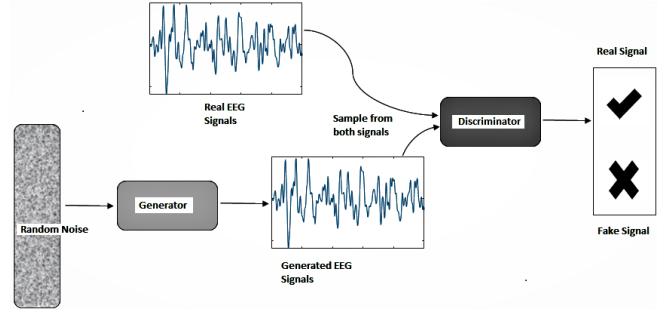 Real EEG
Signals
Real Signal
Sample from
both signals
Discriminator
Generator
Random Noise
Generated EEG
Signals
Fake Signal